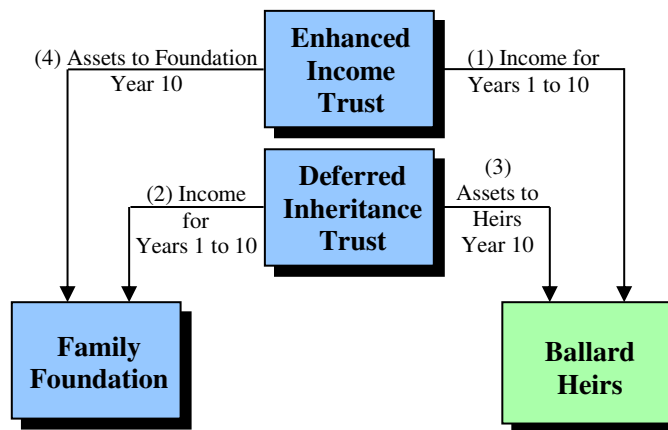 Enhanced
Income
Trust
(4) Assets to Foundation
Year 10
(1) Income for
Years 1 to 10
Deferred
Inheritance
Trust
(2) Income
for
Years 1 to 10
(3)
Assets to
Heirs
Year 10
Family
Foundation
Ballard
Heirs